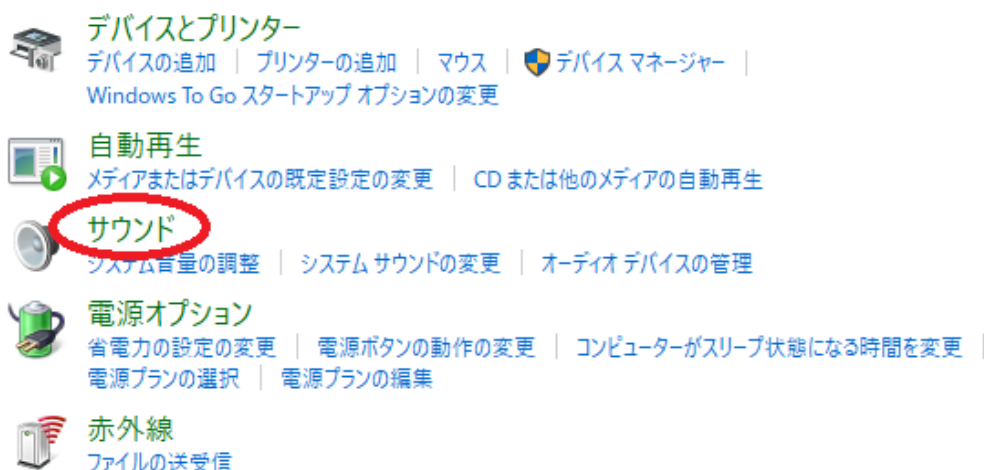 デバイスとプリンター
デバイスの追加 | プリンターの追加 | マウス | デバイス マネージャー |
Windows To Go スタートアップ オプションの変更
自動再生
メディアまたはデバイスの既定設定の変更 | CD または他のメディアの自動再生
サウンド
システム音量の調整 | システム サウンドの変更 | オーディオ デバイスの管理
電源オプション
省電力の設定の変更 | 電源ボタンの動作の変更 | コンピューターがスリープ状態になる時間を変更 |
電源プランの選択 | 電源プランの編集
赤外線
ファイルの送受信